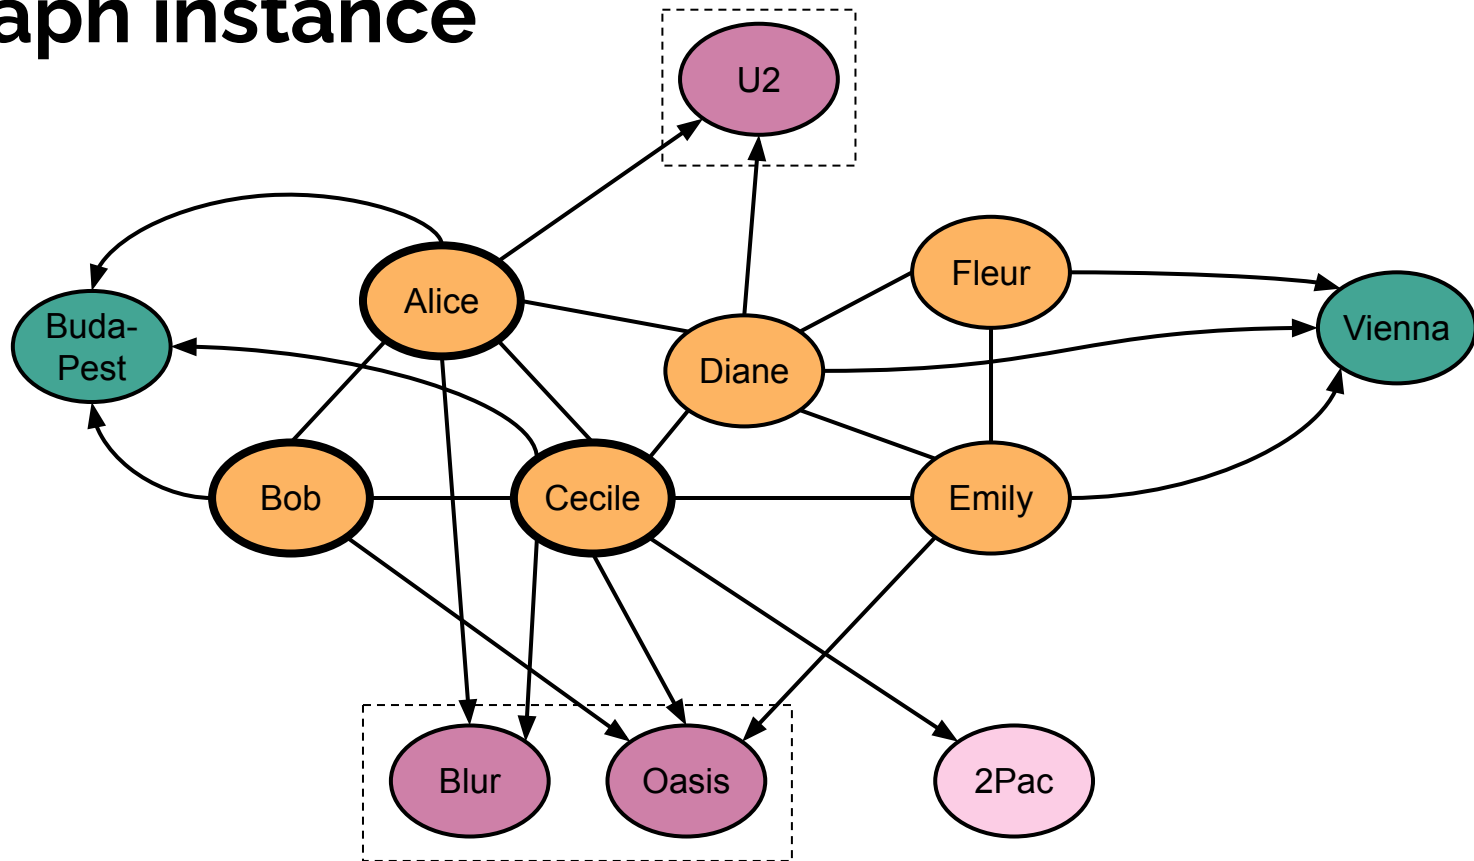 aph instance
U2
Fleur
Alice
Buda-
Pest
Vienna
Diane
Bob
Cecile
Emily
Blur
Oasis
2Pac